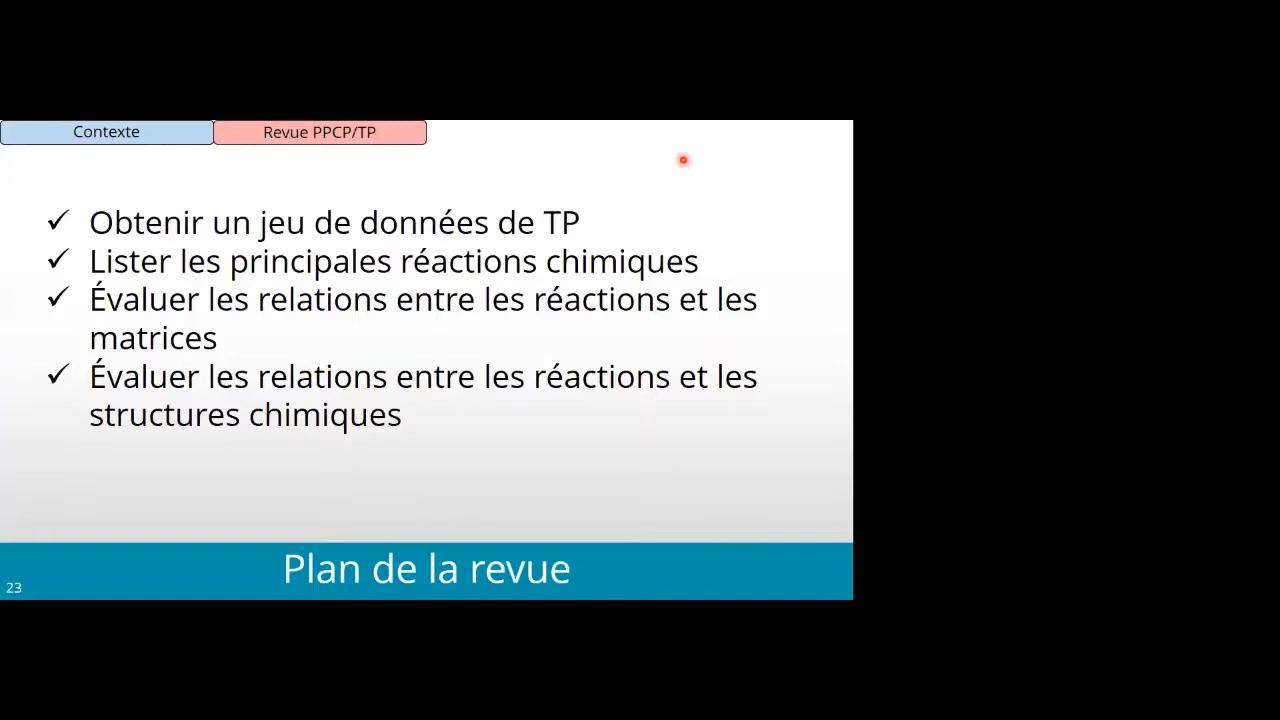 Contexte
Revue PPCP/TP
✓ Obtenir un jeu de données de TP
✓ Lister les principales réactions chimiques
✓ Évaluer les relations entre les réactions et les
matrices
✓ Évaluer les relations entre les réactions et les
structures chimiques
Plan de la revue
23